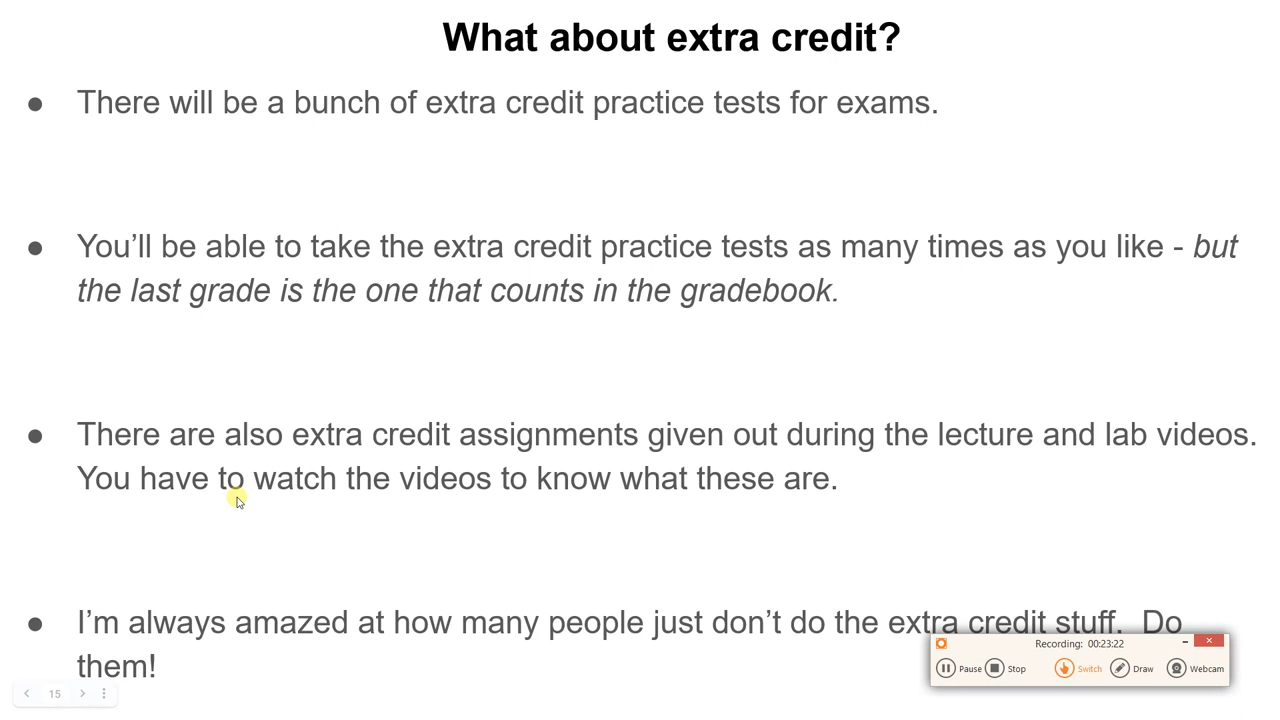 What about extra credit?
● There will be a bunch of extra credit practice tests for exams.
● You’ll be able to take the extra credit practice tests as many times as you like - but
the last grade is the one that counts in the gradebook.
● There are also extra credit assignments given out during the lecture and lab videos.
You have to watch the videos to know what these are.
● I’m always amazed at how many people just don’t do the extra credit stuff.  Do
them!
Recording: 00:23:22
Pause Stop Switch Draw Webcam
15